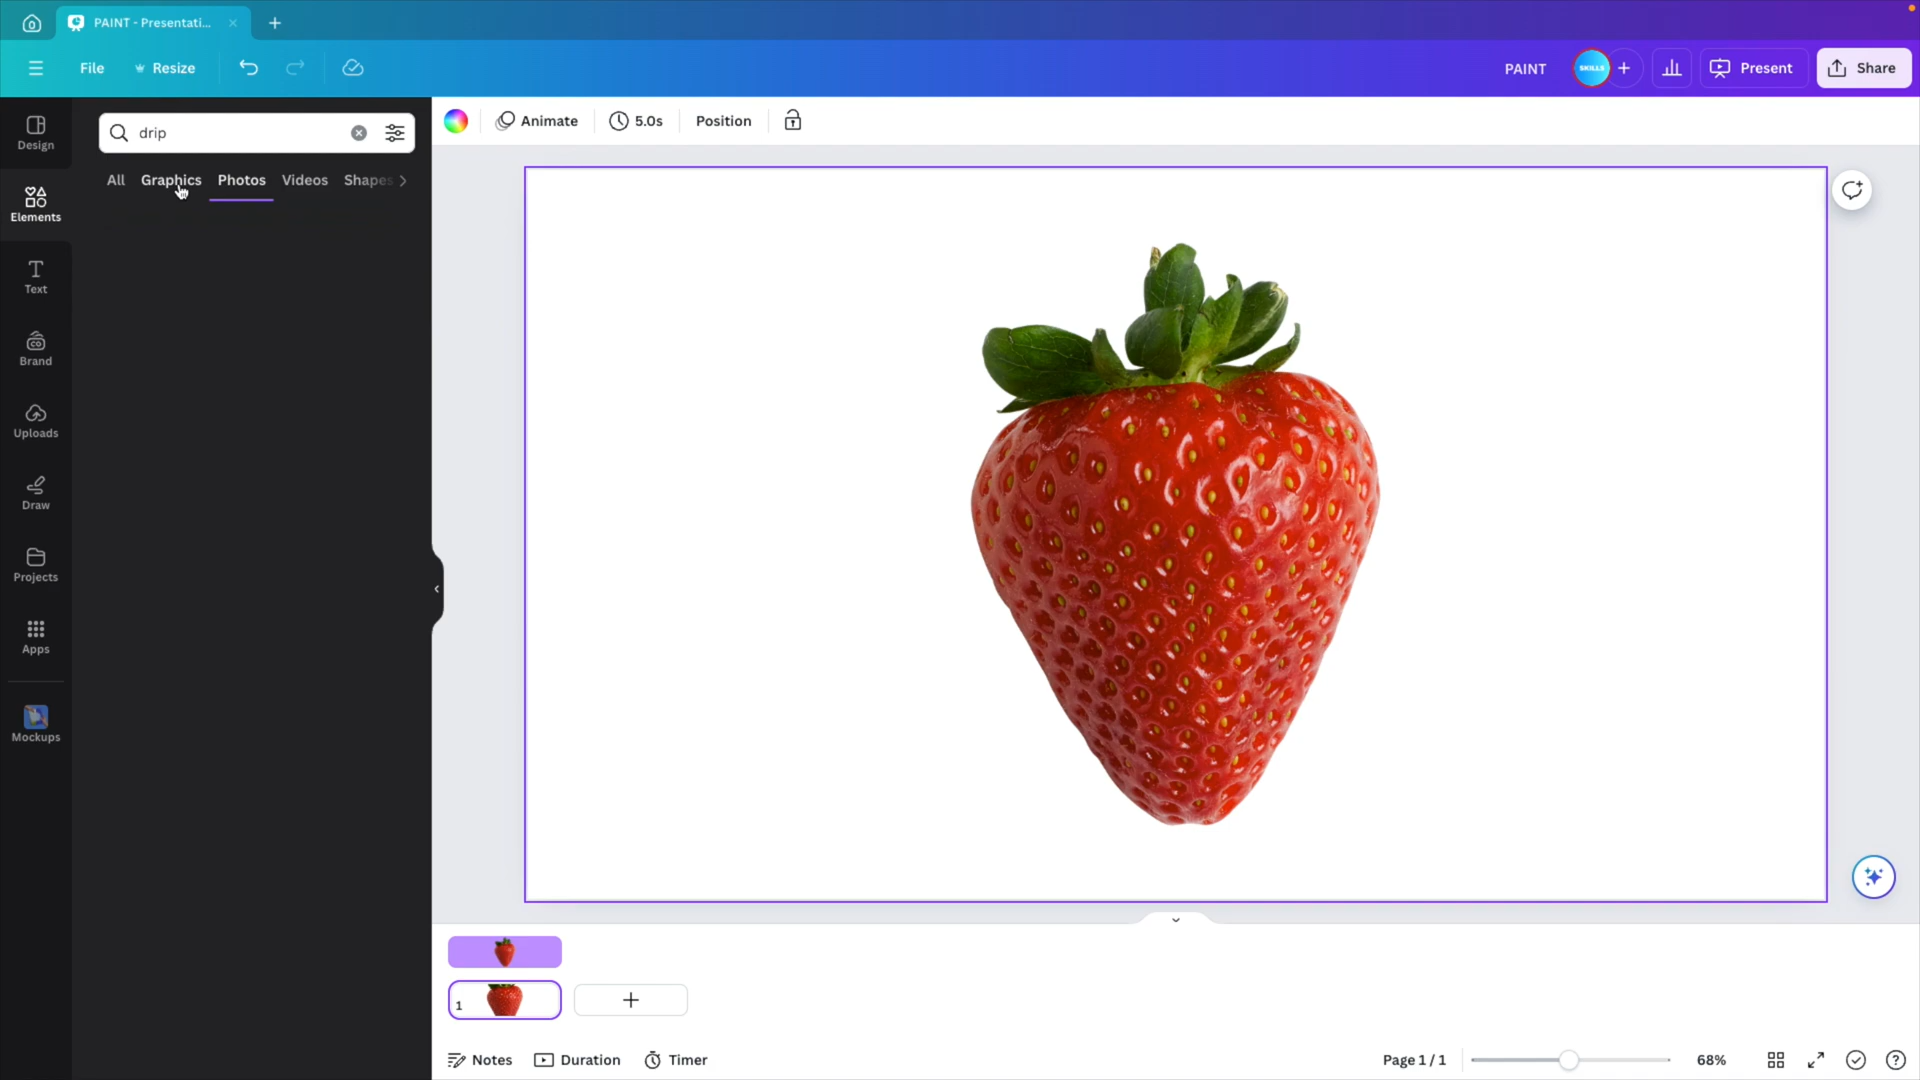 PAINT - Presentati...
File
Resize
PAINT
SKILLS
Present
Share
Design
Elements
Text
Brand
Uploads
Draw
Projects
Apps
Mockups
drip
All Graphics Photos Videos Shapes
Animate
5.0s
Position
1
Notes
Duration
Timer
Page 1 / 1
68%